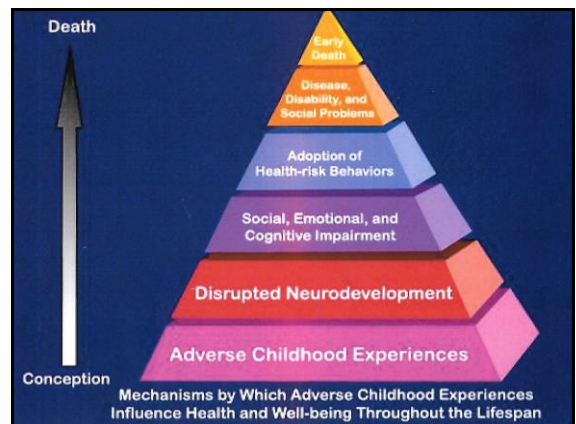 Death
Early
Death
Disease,
Disability, and
Social Problems
Adoption of
Health-risk Behaviors
Social, Emotional, and
Cognitive Impairment
Disrupted Neurodevelopment
Adverse Childhood Experiences
Conception
Mechanisms by Which Adverse Childhood Experiences
Influence Health and Well-being Throughout the Lifespan